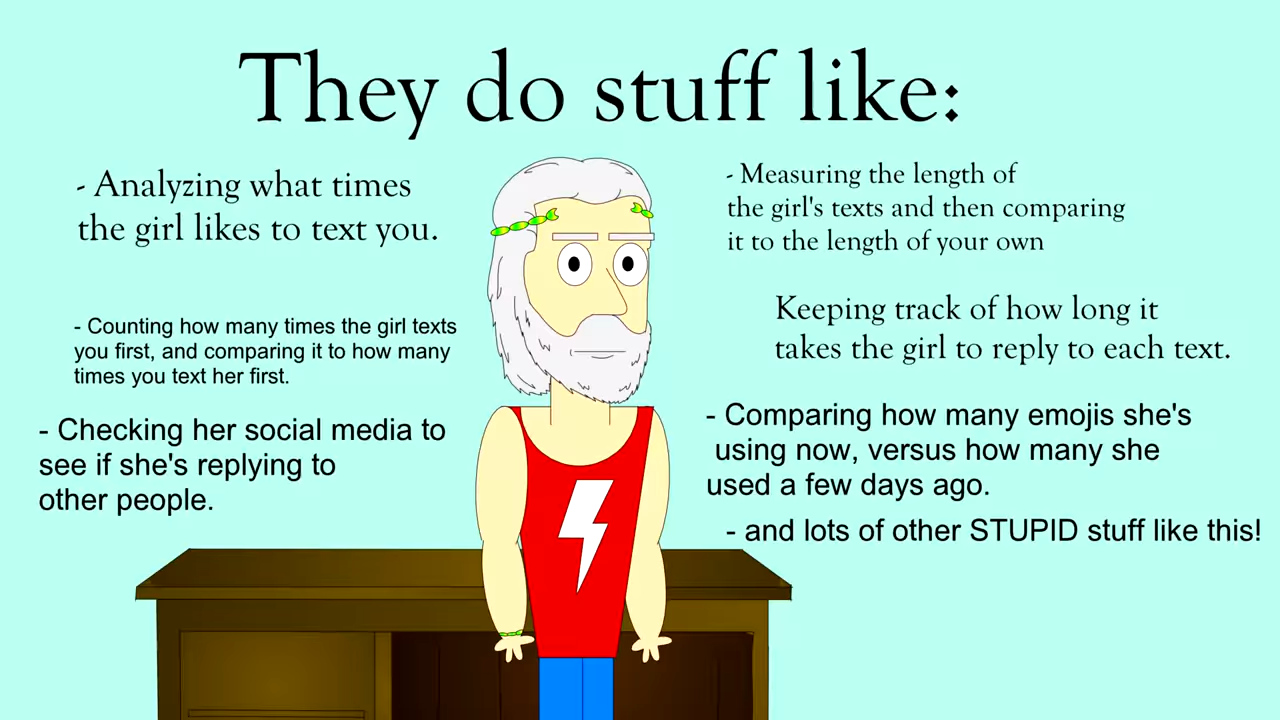 They do stuff like:
- Analyzing what times
the girl likes to text you.
- Counting how many times the girl texts
you first, and comparing it to how many
times you text her first.
- Checking her social media to
see if she's replying to
other people.
- Measuring the length of
the girl's texts and then comparing
it to the length of your own
Keeping track of how long it
takes the girl to reply to each text.
- Comparing how many emojis she's
using now, versus how many she
used a few days ago.
- and lots of other STUPID stuff like this!